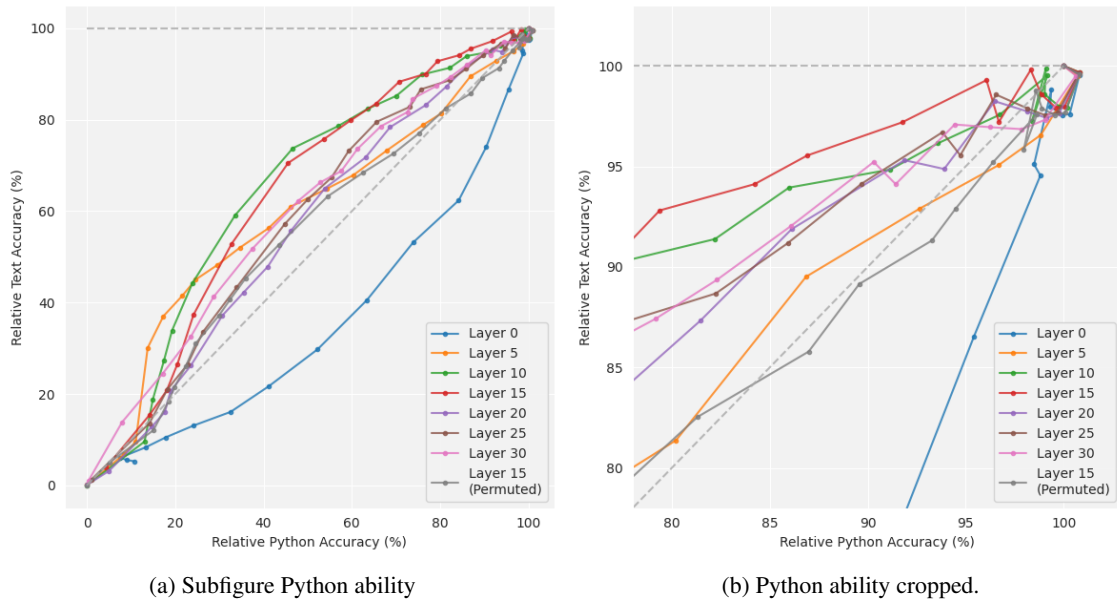 100
80
60
40
20
0
Relative Text Accuracy (%)
Layer 0
Layer 5
Layer 10
Layer 15
Layer 20
Layer 25
Layer 30
Layer 15
(Permuted)
0 20 40 60 80 100
Relative Python Accuracy (%)
(a) Subfigure Python ability
100
95
90
85
80
Relative Text Accuracy (%)
Layer 0
Layer 5
Layer 10
Layer 15
Layer 20
Layer 25
Layer 30
Layer 15
(Permuted)
80 85 90 95 100
Relative Python Accuracy (%)
(b) Python ability cropped.